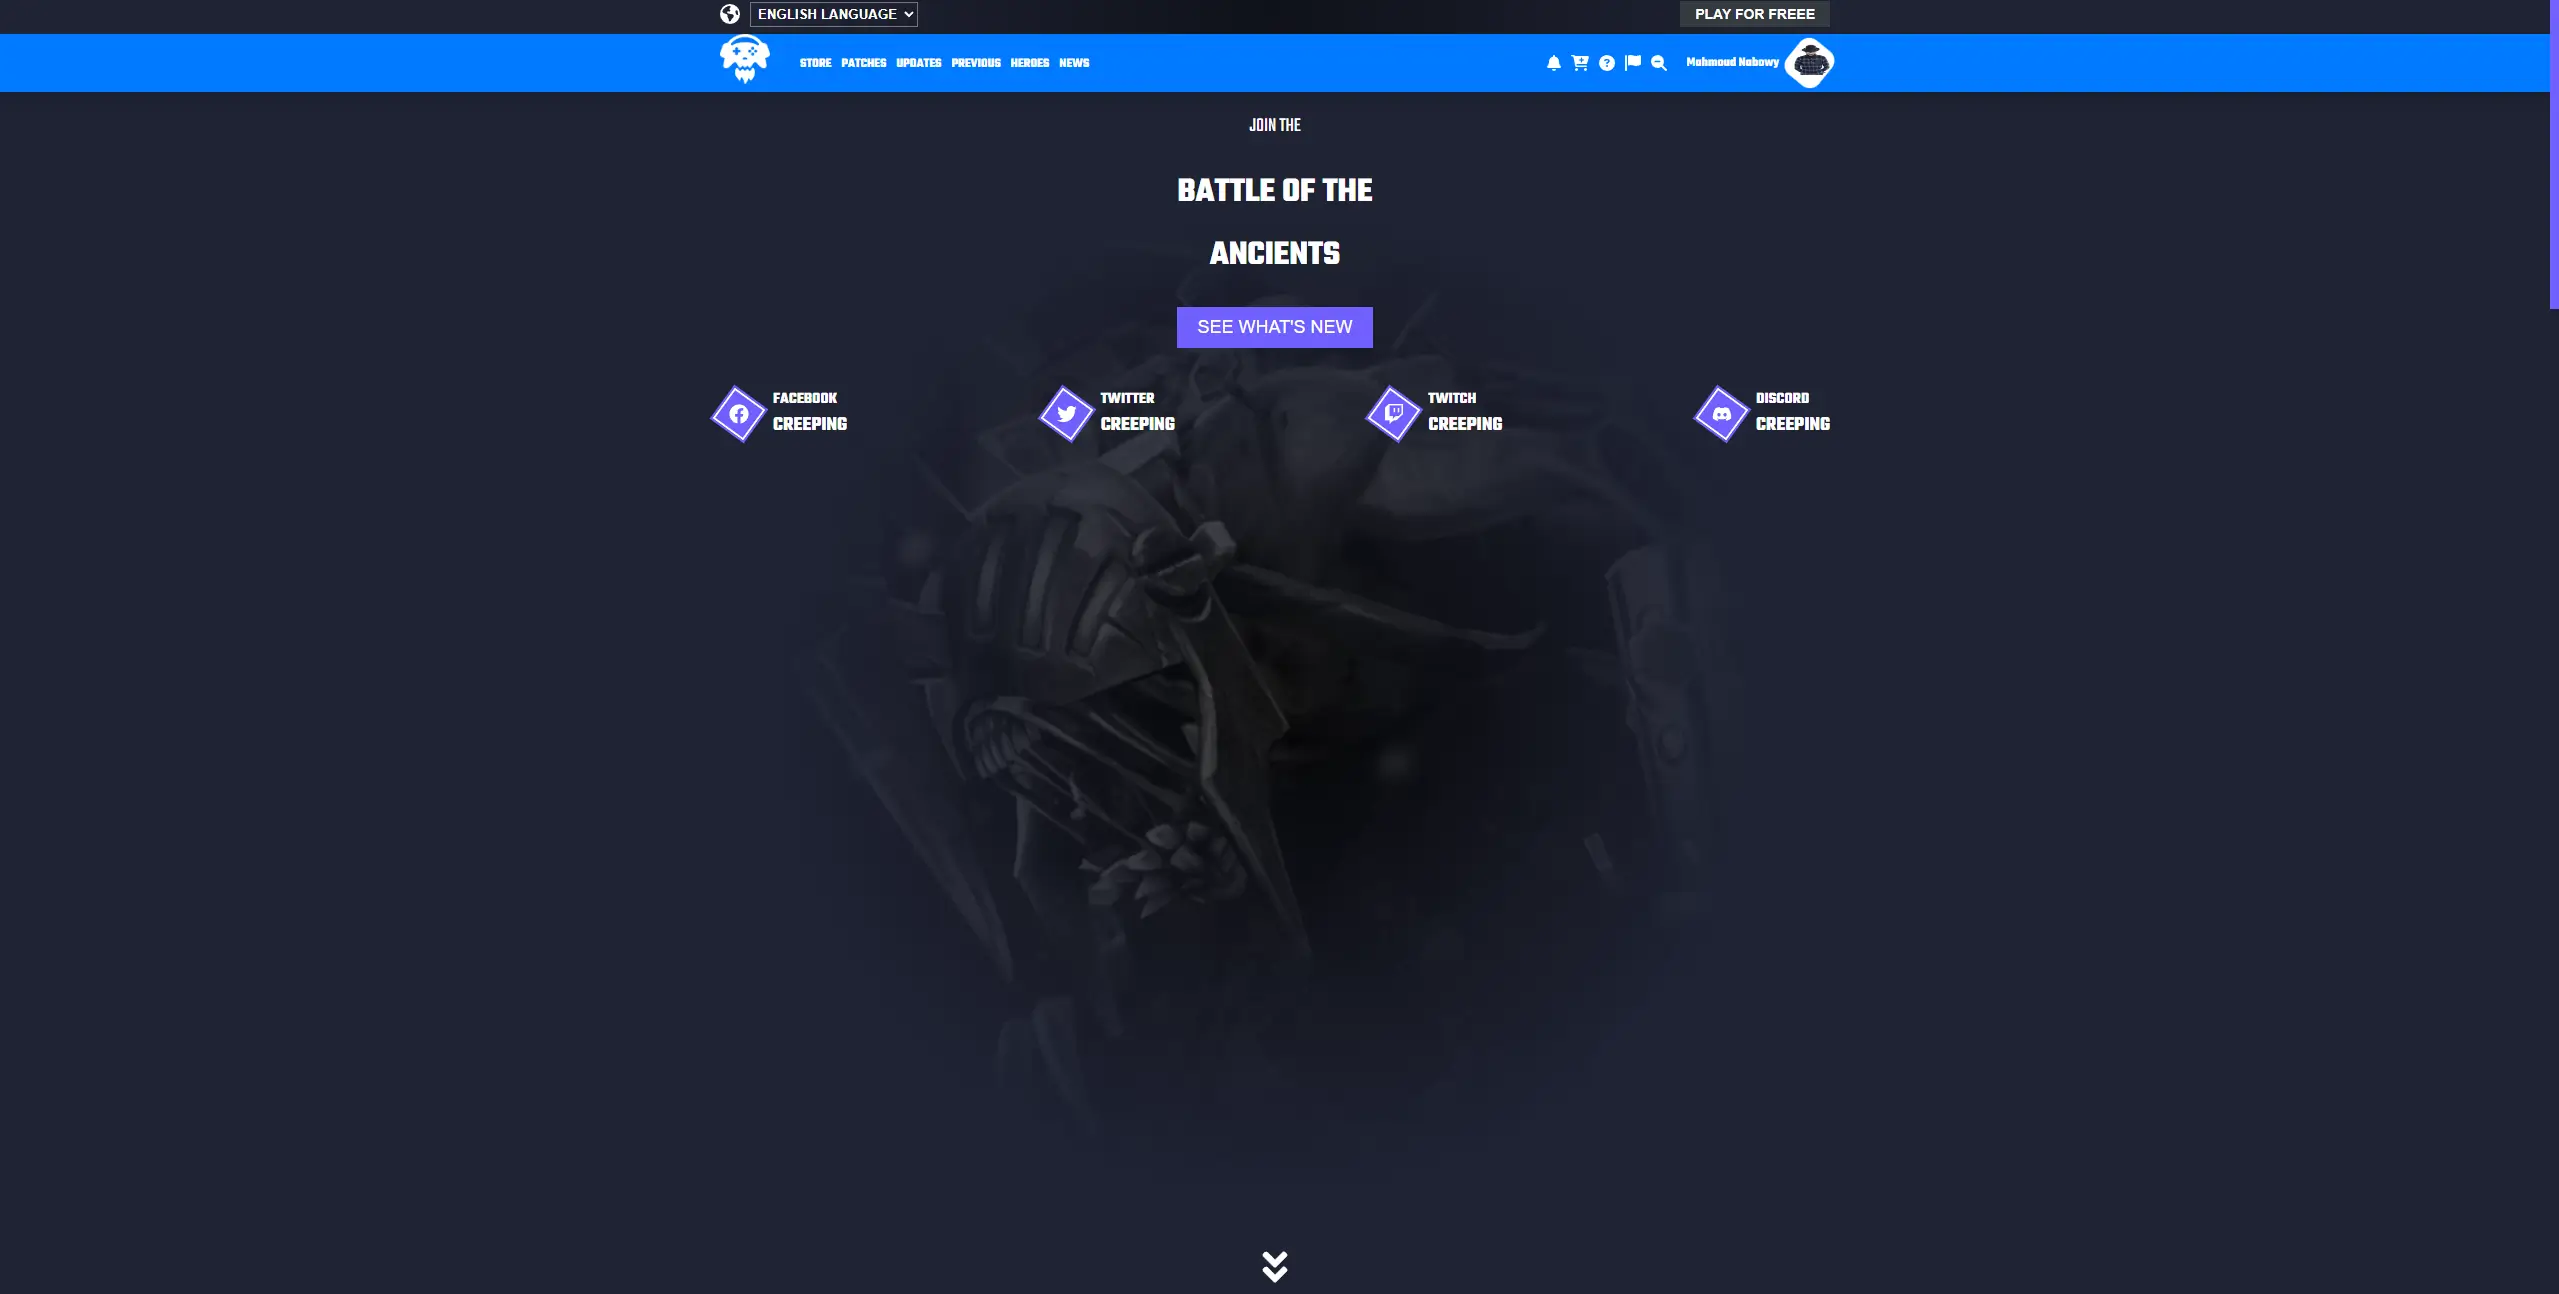 ENGLISH LANGUAGE
PLAY FOR FREEE
STORE PATCHES UPDATES PREVIOUS HEROES NEWS
Mahmoud Nabawy
JOIN THE
BATTLE OF THE
ANCIENTS
SEE WHAT'S NEW
FACEBOOK
CREEPING
TWITTER
CREEPING
TWITCH
CREEPING
DISCORD
CREEPING